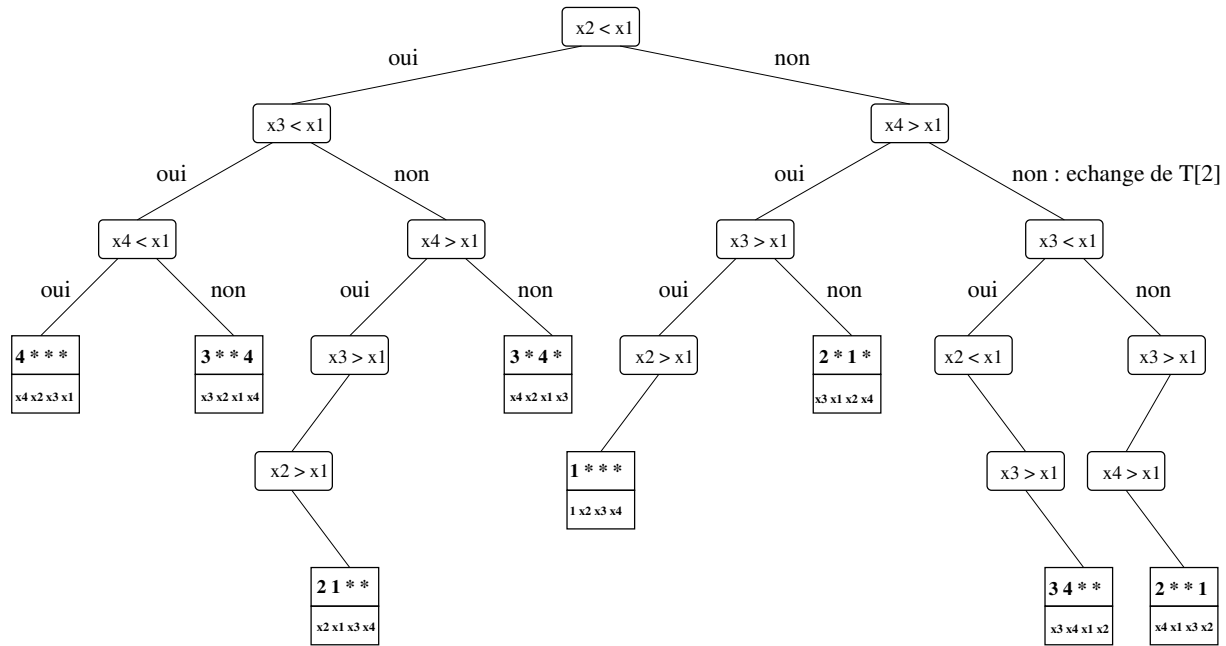 x2 < x1
oui
non
x3 < x1
x4 > x1
oui
non
oui
non : echange de T[2]
x4 < x1
x4 > x1
x3 > x1
x3 < x1
oui
non
oui
non
oui
non
oui
non
4 * * *
x4 x2 x3 x1
3 * * 4
x3 x2 x1 x4
x3 > x1
3 * 4 *
x4 x2 x1 x3
x2 > x1
2 * 1 *
x3 x1 x2 x4
x2 < x1
x3 > x1
x2 > x1
1 * * *
1 x2 x3 x4
x3 > x1
x4 > x1
2 1 * *
x2 x1 x3 x4
3 4 * *
x3 x4 x1 x2
2 * * 1
x4 x1 x3 x2